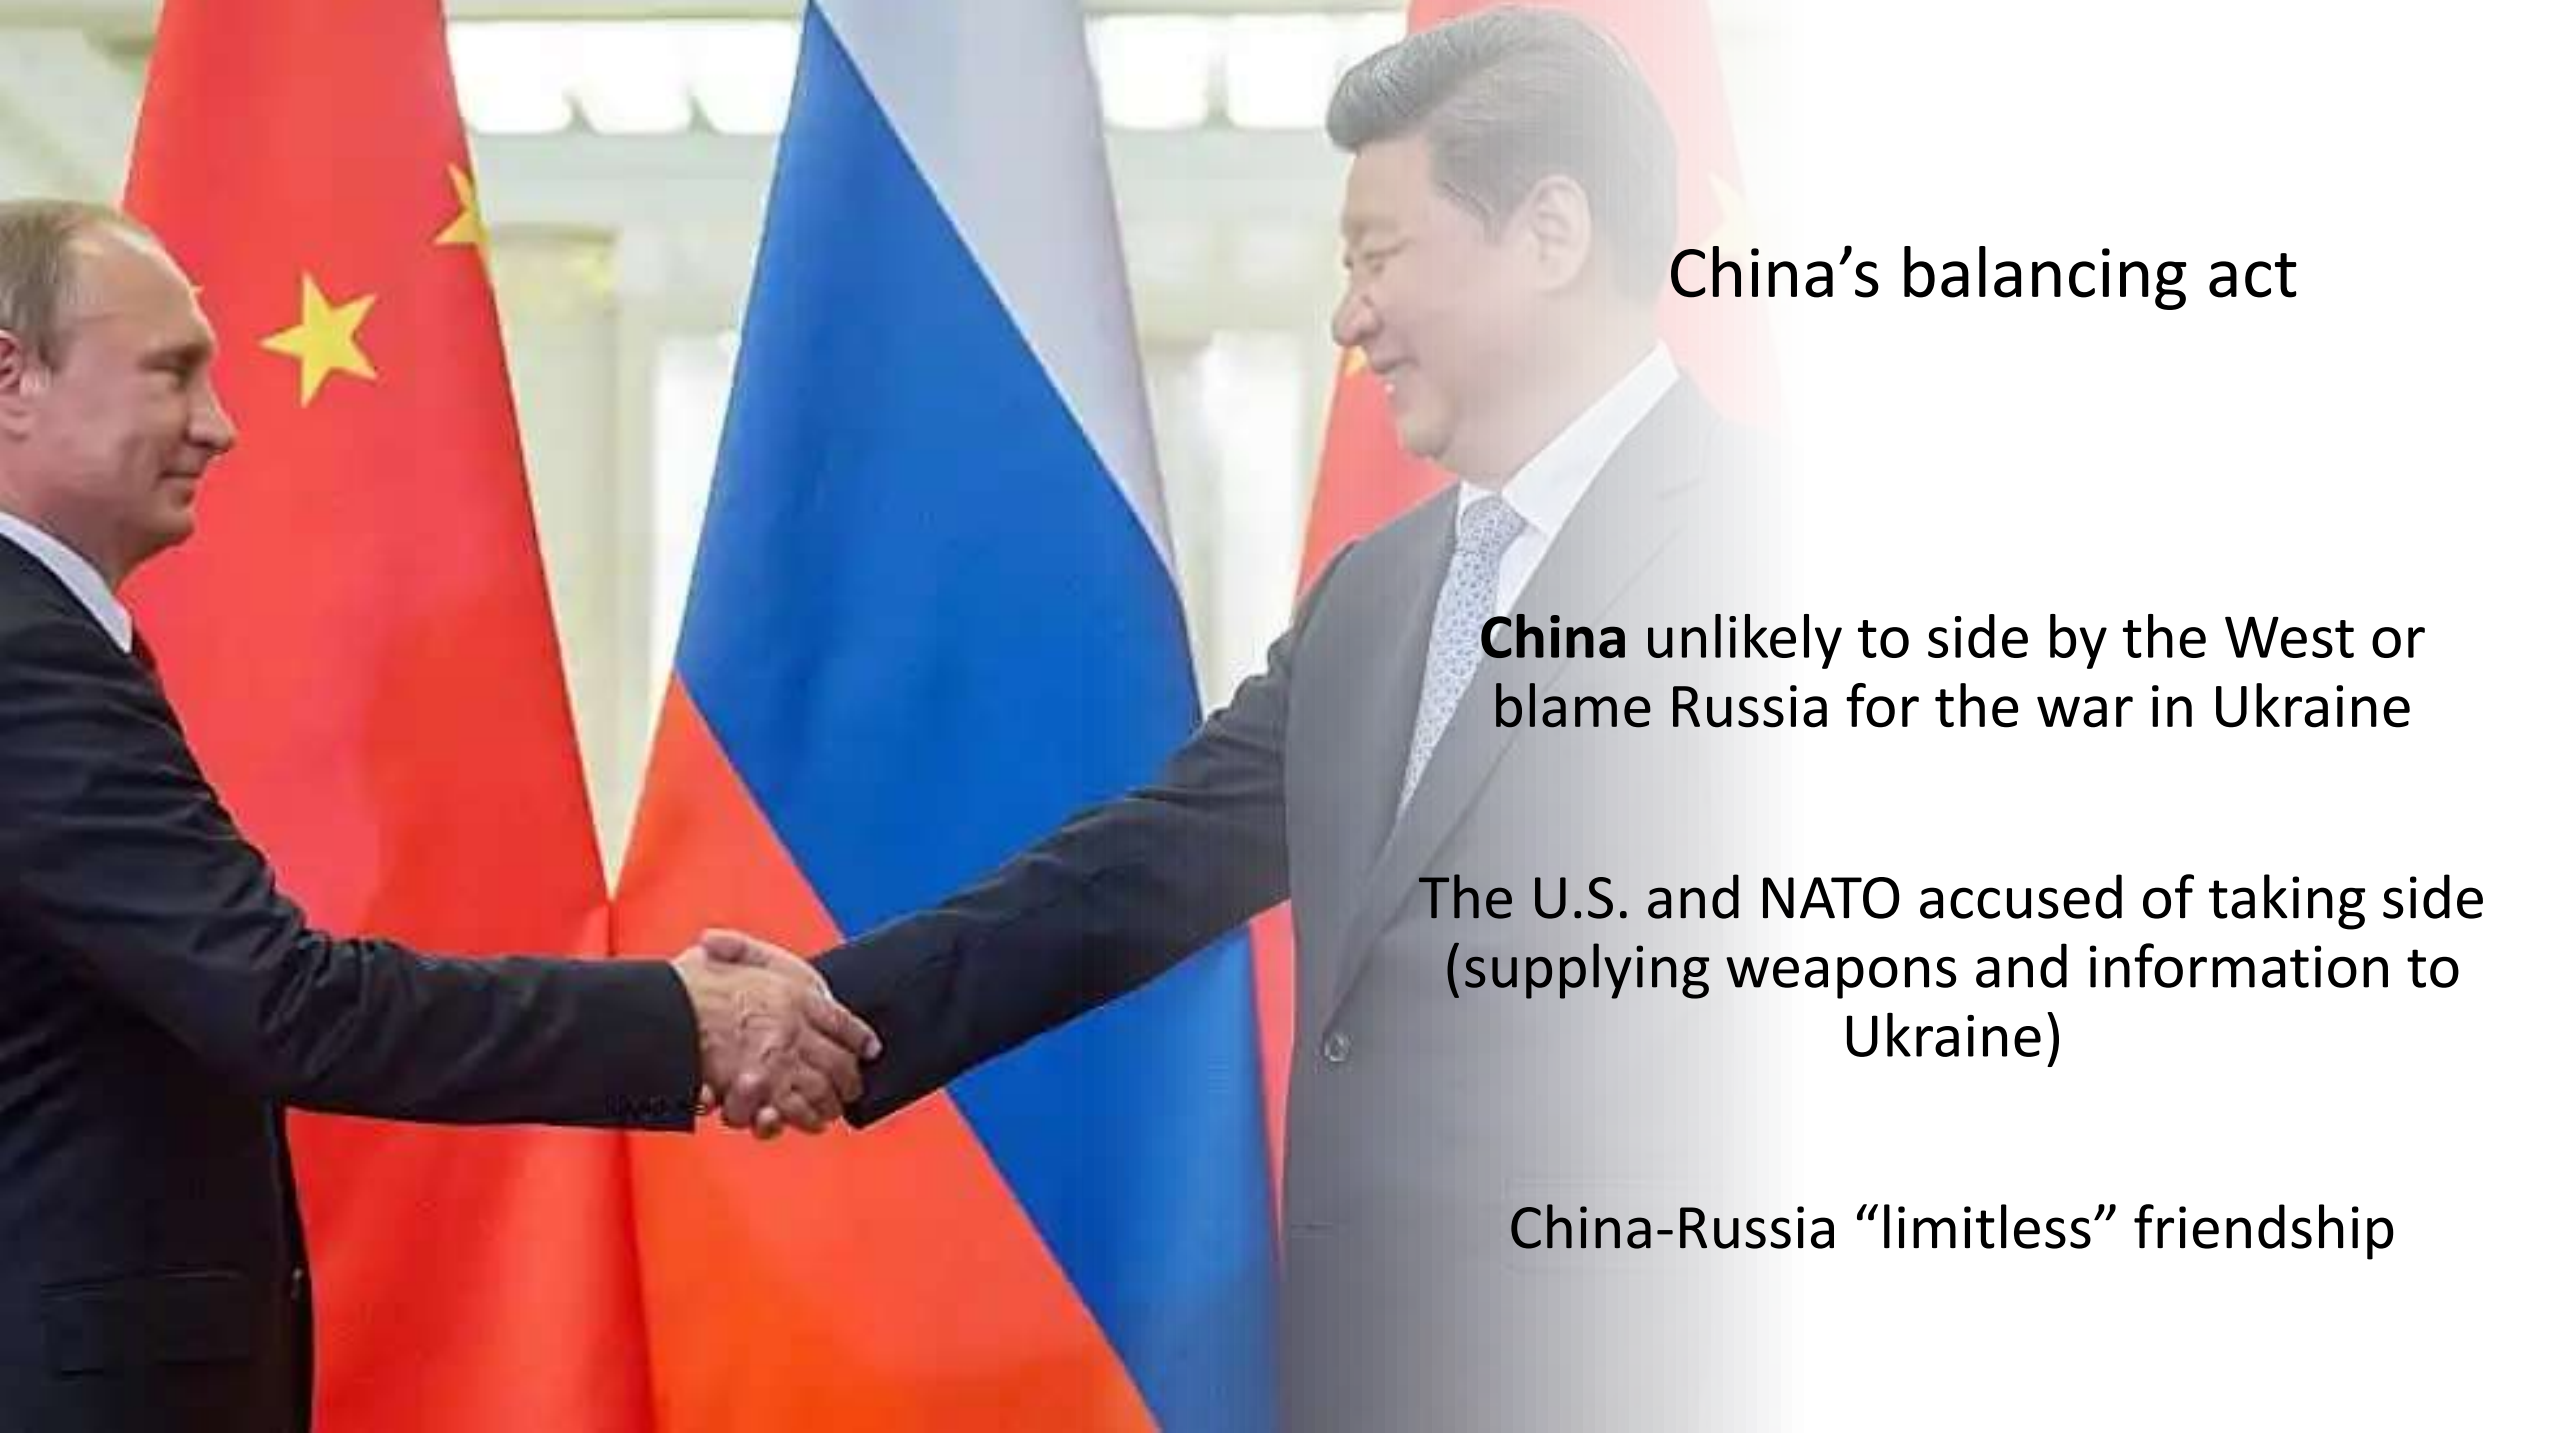 China’s balancing act
China unlikely to side by the West or
blame Russia for the war in Ukraine
The U.S. and NATO accused of taking side
(supplying weapons and information to
Ukraine)
China-Russia “limitless” friendship